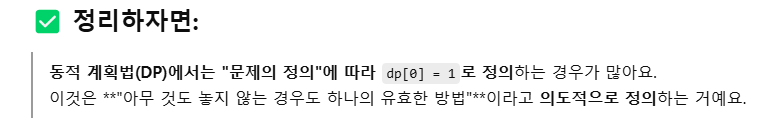 ✅ 정리하자면:
동적 계획법(DP)에서는 "문제의 정의"에 따라 dp[0] = 1로 정의하는 경우가 많아요.
이것은 **"아무 것도 놓지 않는 경우도 하나의 유효한 방법"**이라고 의도적으로 정의하는 거예요.